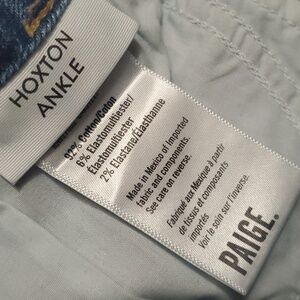 HOXTON
ANKLE
92% Cotton/Coton
6% Elastomultiester/
Élastomultiester
2% Elastane/Élasthanne
Made in Mexico of Imported
fabric and components.
See care on reverse.
Fabriqué aux Mexique à partir
de tissus et composants
importés
Voir le soin sur l'inverse.
PAIGE.